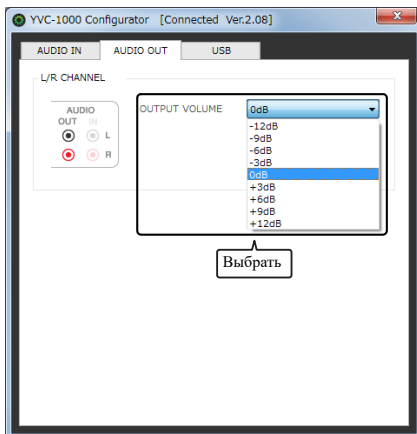 YVC-1000 Configurator [Connected Ver.2.08]
x
AUDIO IN AUDIO OUT USB
L/R CHANNEL
AUDIO
OUT IN
L
R
OUTPUT VOLUME 0dB
-12dB
-9dB
-6dB
-3dB
0dB
+3dB
+6dB
+9dB
+12dB
Выбрать